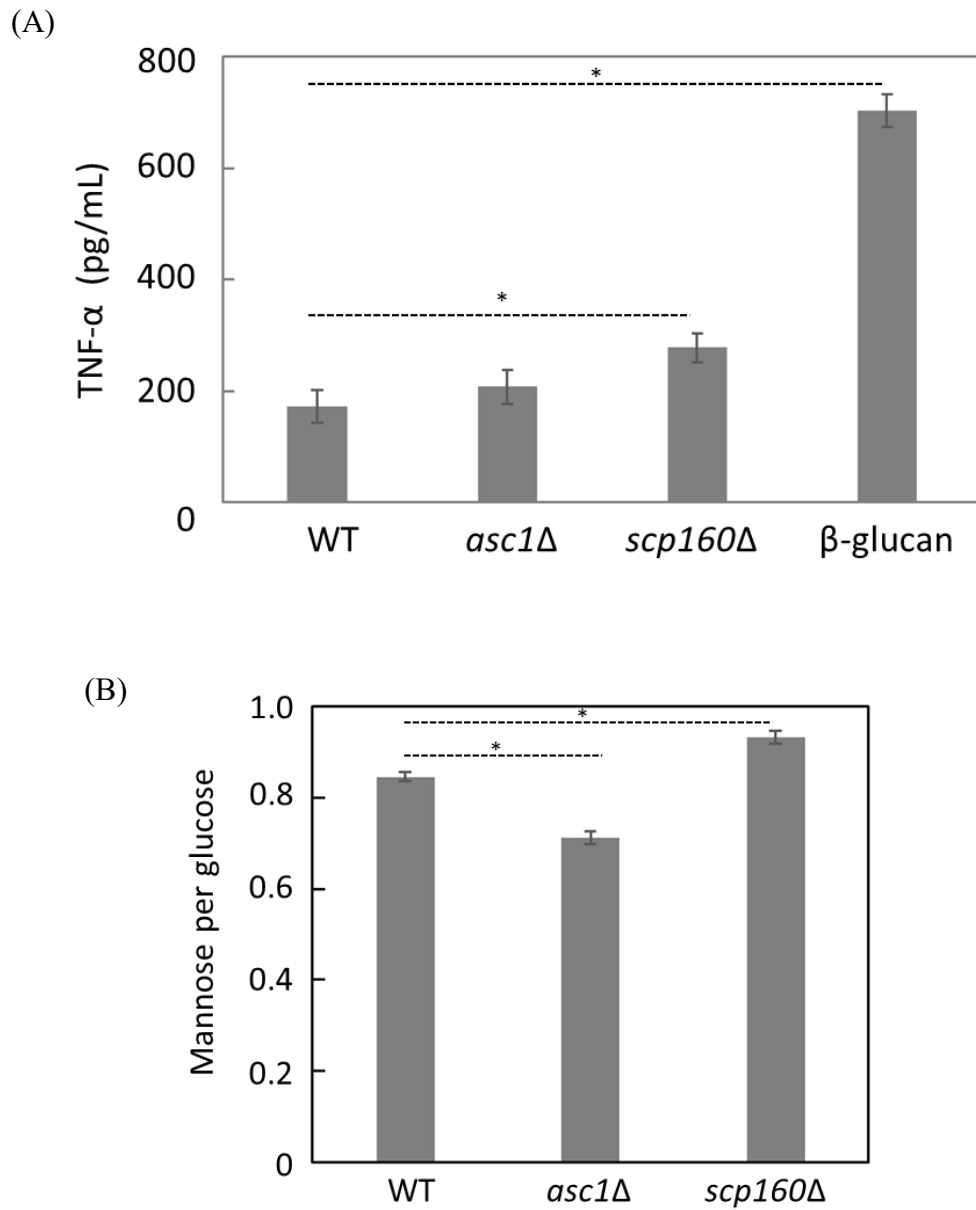 (A)
TNF-α (pg/mL)
800
600
400
200
0
*
*
WT asc1Δ scp160Δ β-glucan
(B)
Mannose per glucose
1.0
0.8
0.6
0.4
0.2
0
*
*
WT asc1Δ scp160Δ